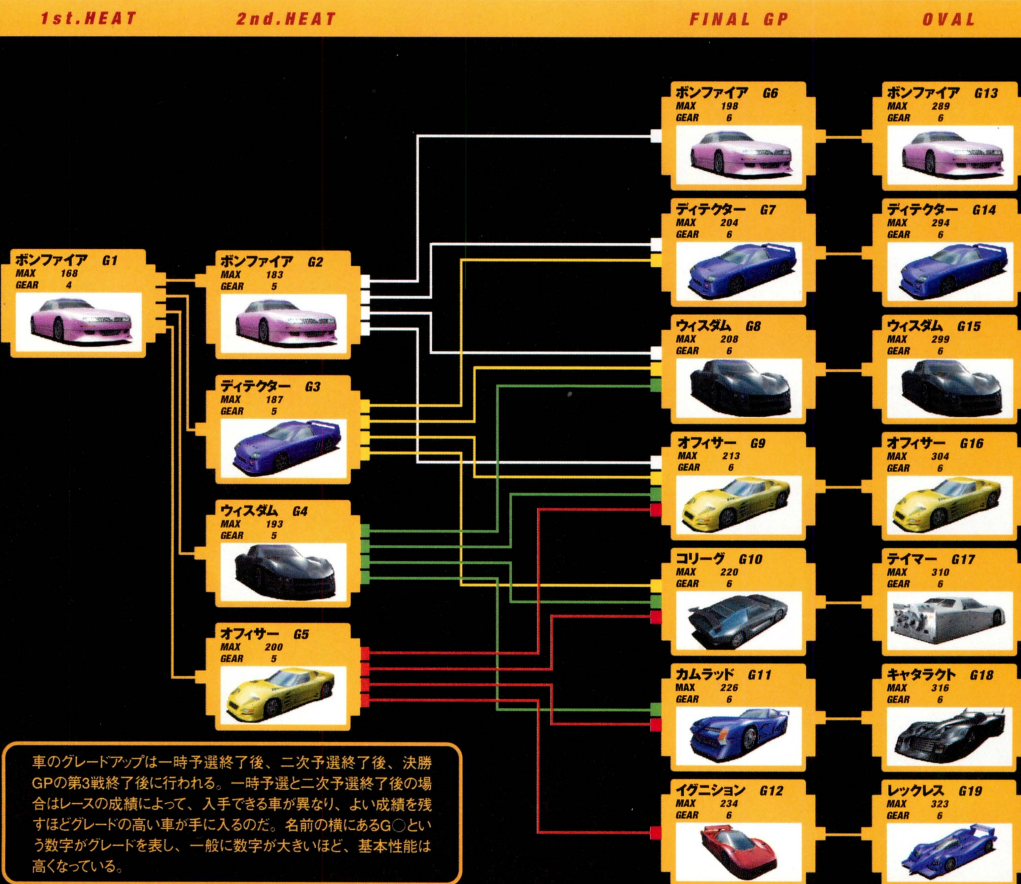 1st.HEAT
2nd.HEAT
FINAL GP
OVAL
ボンファイア G1
MAX 168
GEAR 4
ボンファイア G2
MAX 183
GEAR 5
ディテクター G3
MAX 187
GEAR 5
ウィスダム G4
MAX 193
GEAR 5
オフィサー G5
MAX 200
GEAR 5
ボンファイア G6
MAX 198
GEAR 6
ディテクター G7
MAX 204
GEAR 6
ウィスダム G8
MAX 208
GEAR 6
オフィサー G9
MAX 213
GEAR 6
コリーグ G10
MAX 220
GEAR 6
カムラッド G11
MAX 226
GEAR 6
イグニション G12
MAX 234
GEAR 6
ボンファイア G13
MAX 289
GEAR 6
ディテクター G14
MAX 294
GEAR 6
ウィスダム G15
MAX 299
GEAR 6
オフィサー G16
MAX 304
GEAR 6
テイマー G17
MAX 310
GEAR 6
キャタラクト G18
MAX 316
GEAR 6
レックレス G19
MAX 323
GEAR 6
車のグレードアップは一時予選終了後、二次予選終了後、決勝
GPの第3戦終了後に行われる。一時予選と二次予選終了後の場
合はレースの成績によって、入手できる車が異なり、よい成績を残
すほどグレードの高い車が手に入るのだ。名前の横にあるG○とい
う数字がグレードを表し、一般に数字が大きいほど、基本性能は
高くなっている。